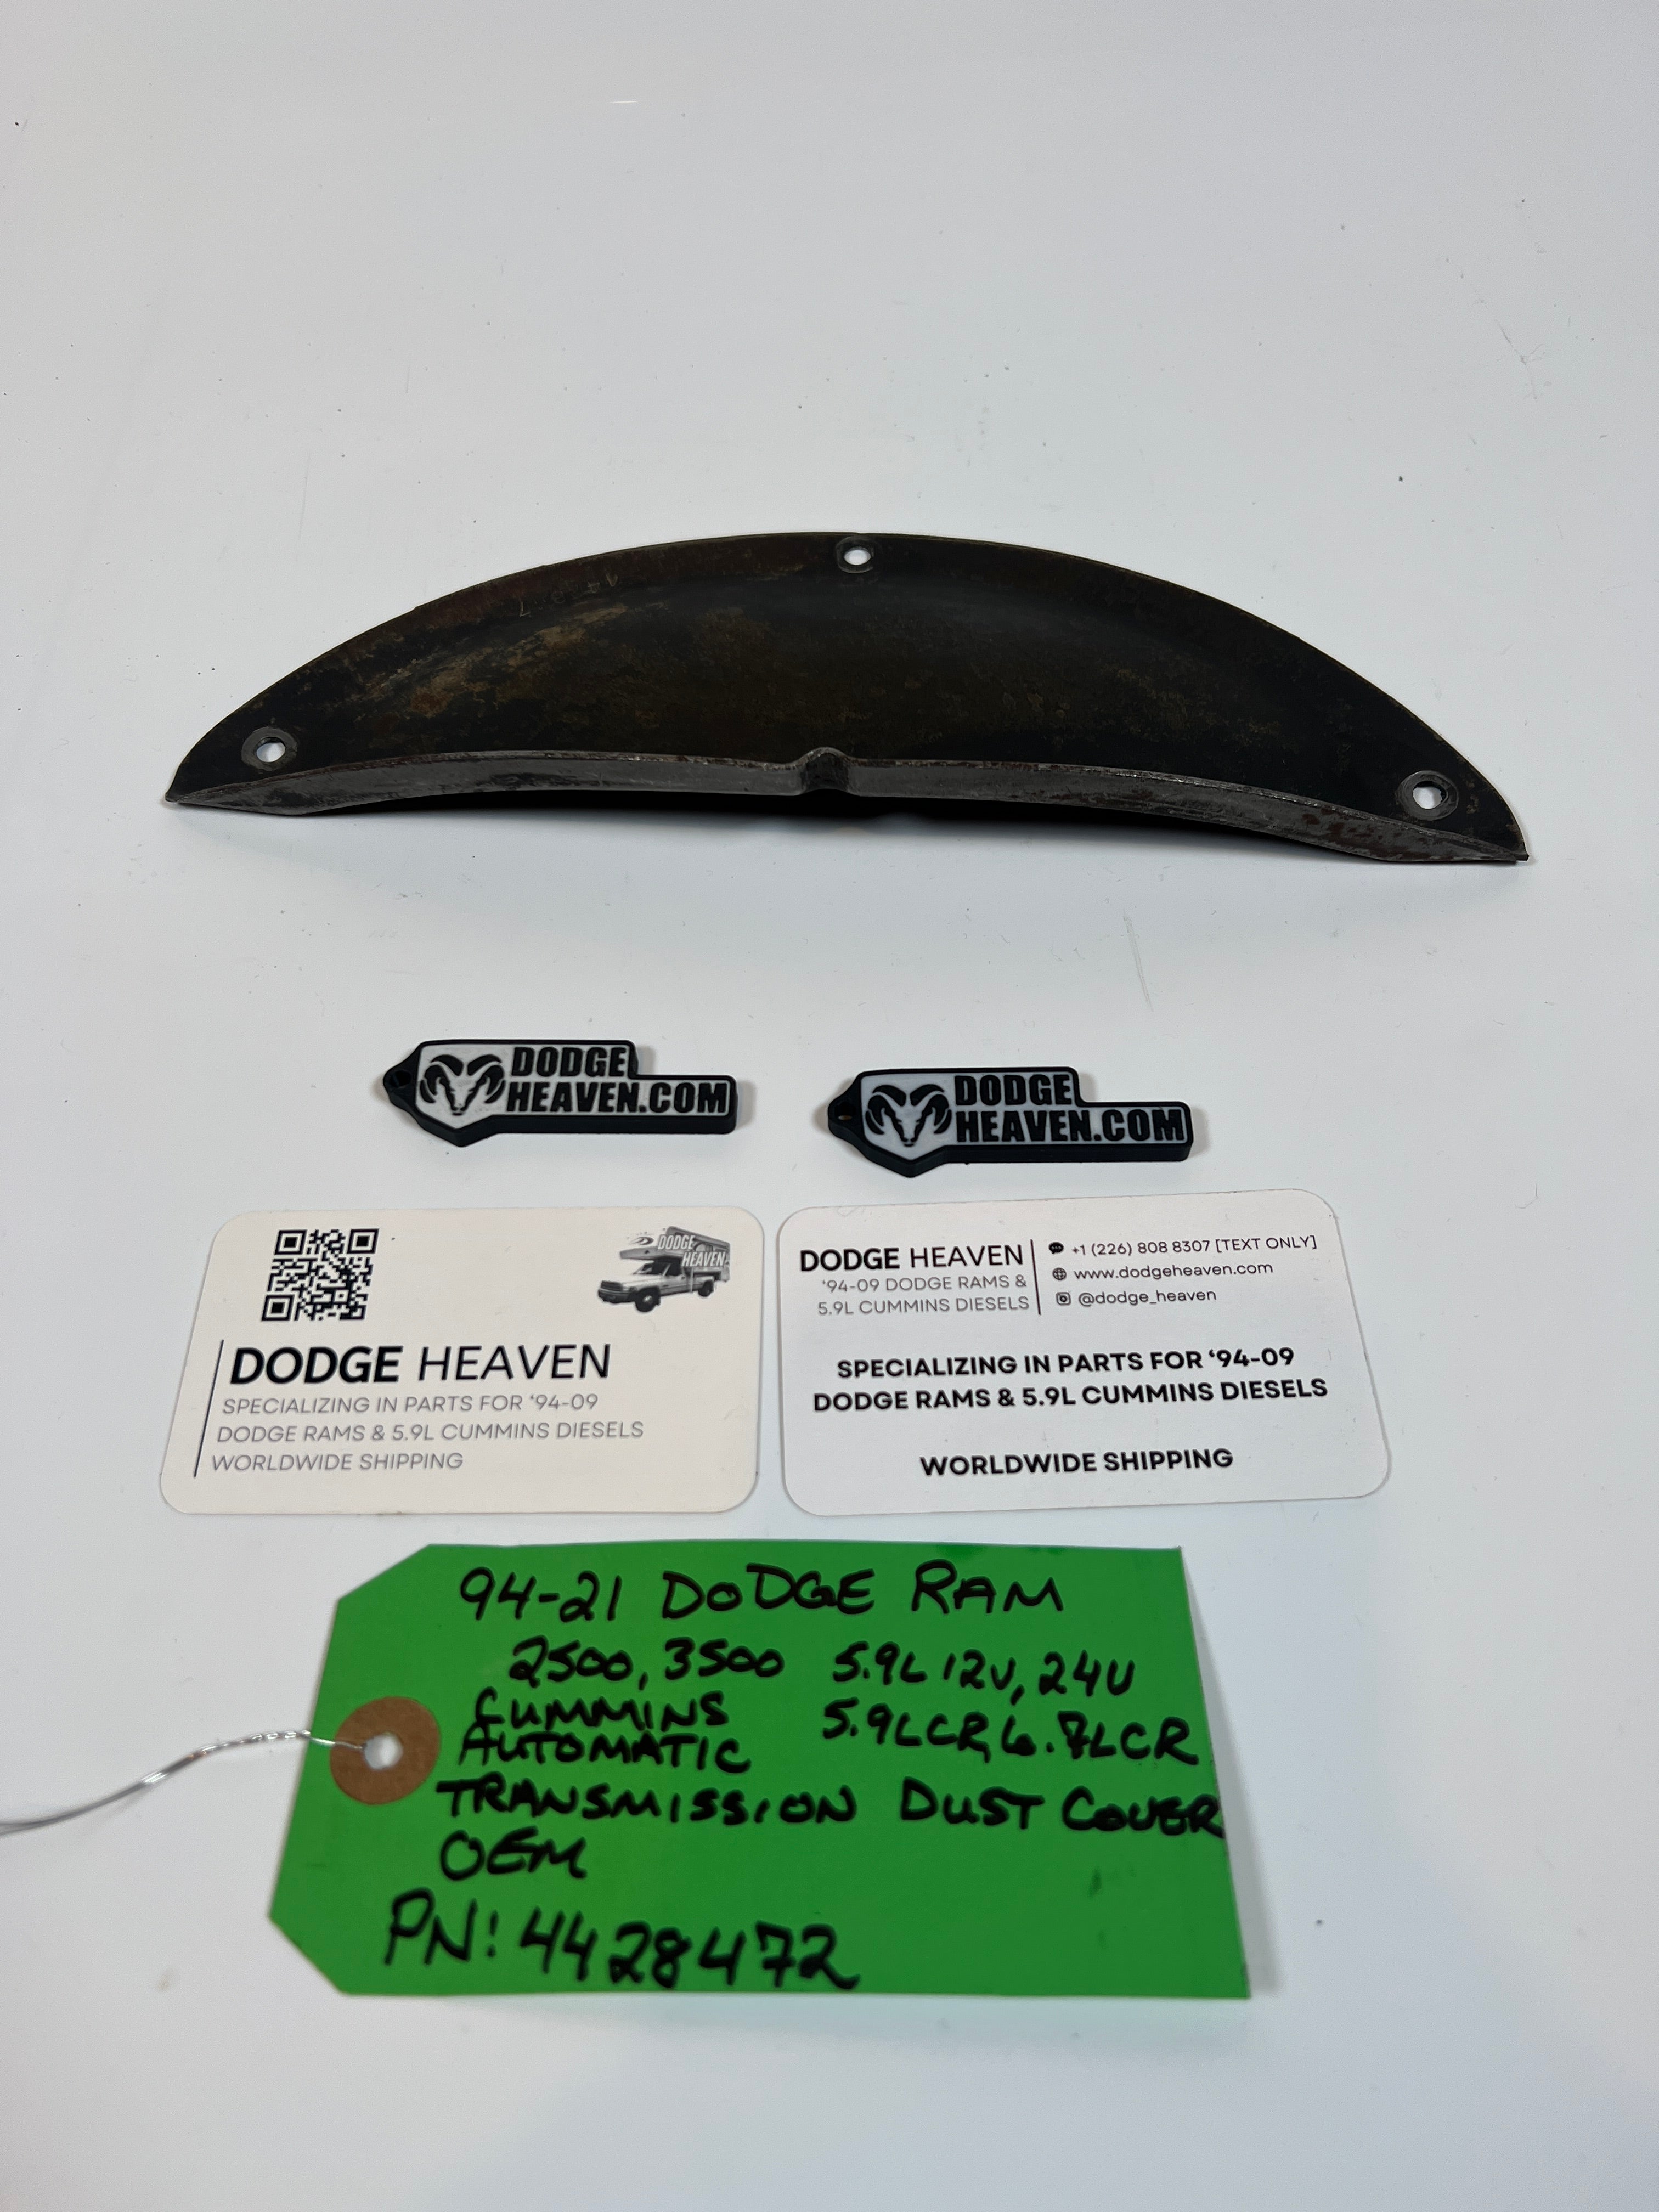 DODGE
HEAVEN.COM
DODGE
HEAVEN.COM
DODGE
HEAVEN
DODGE HEAVEN
SPECIALIZING IN PARTS FOR ‘94-09
DODGE RAMS & 5.9L CUMMINS DIESELS
WORLDWIDE SHIPPING
DODGE HEAVEN
‘94-09 DODGE RAMS &
5.9L CUMMINS DIESELS
+1 (226) 808 8307 [TEXT ONLY]
www.dodgeheaven.com
@dodge_heaven
SPECIALIZING IN PARTS FOR ‘94-09
DODGE RAMS & 5.9L CUMMINS DIESELS
WORLDWIDE SHIPPING
94-21 DODGE RAM
2500, 3500 5.9L 12V, 24V
CUMMINS 5.9LCR, 6.7LCR
AUTOMATIC
TRANSMISSION DUST COVER
OEM
PN: 4428472